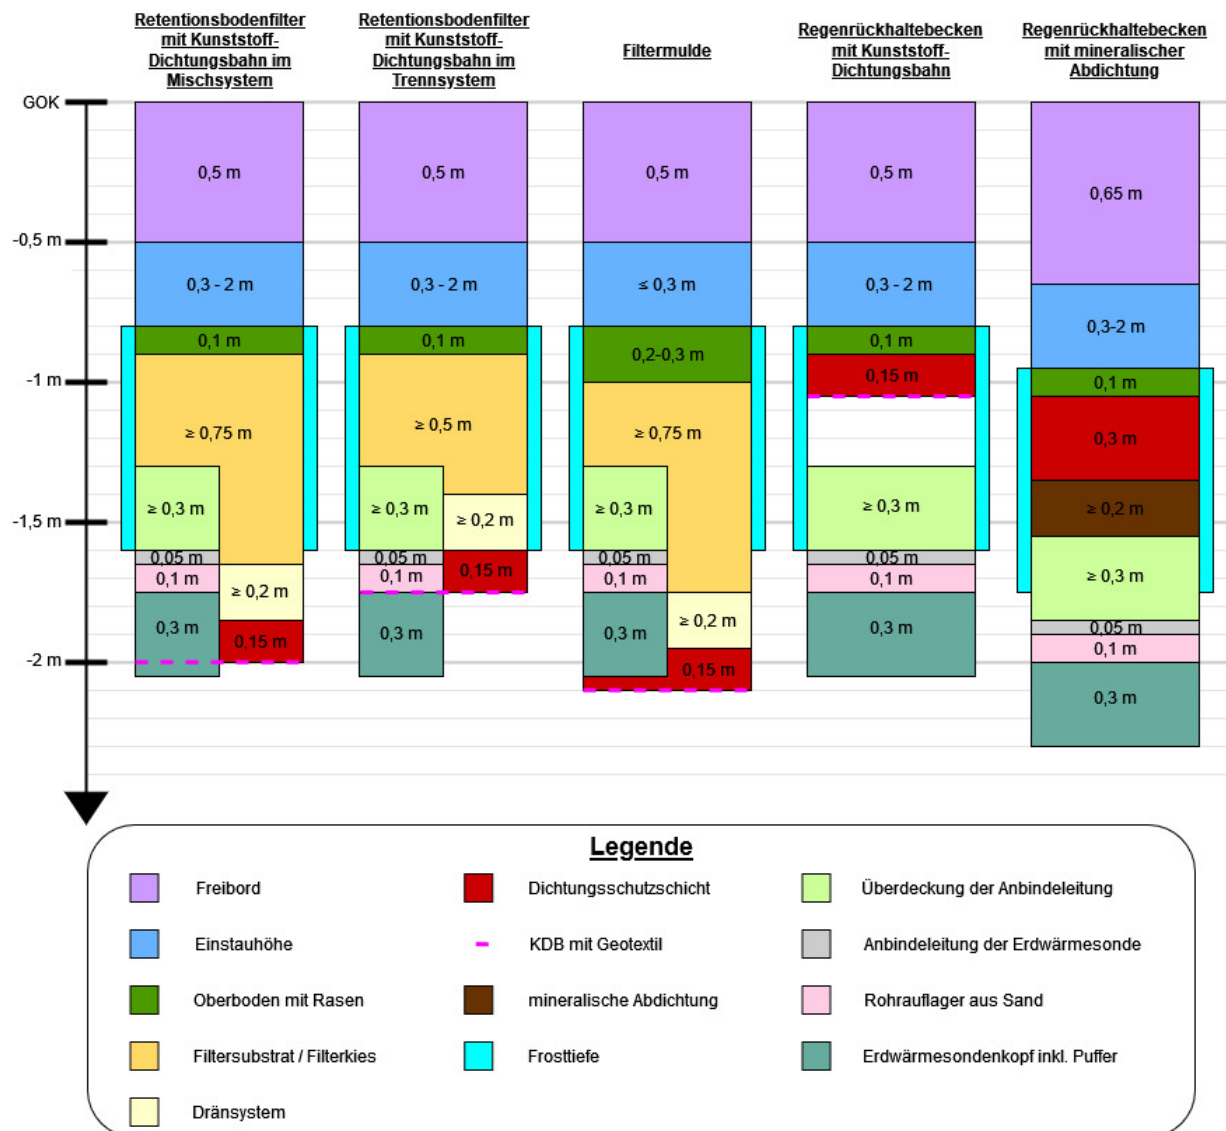 Retentionsbodenfilter
mit Kunststoff-
Dichtungsbahn im
Mischsystem
Retentionsbodenfilter
mit Kunststoff-
Dichtungsbahn im
Trennsystem
Filtermulde
Regenrückhaltebecken
mit Kunststoff-
Dichtungsbahn
Regenrückhaltebecken
mit mineralischer
Abdichtung
GOK
-0,5 m
-1 m
-1,5 m
-2 m
0,5 m
0,3 - 2 m
0,1 m
≥ 0,75 m
≥ 0,3 m
0,05 m
0,1 m
≥ 0,2 m
0,3 m
0,15 m
0,5 m
0,3 - 2 m
0,1 m
≥ 0,5 m
≥ 0,3 m
≥ 0,2 m
0,05 m
0,1 m
0,15 m
0,3 m
0,5 m
≤ 0,3 m
0,2-0,3 m
≥ 0,75 m
≥ 0,3 m
0,05 m
0,1 m
≥ 0,2 m
0,3 m
0,15 m
0,5 m
0,3 - 2 m
0,1 m
0,15 m
≥ 0,3 m
0,05 m
0,1 m
0,3 m
0,65 m
0,3-2 m
0,1 m
0,3 m
≥ 0,2 m
≥ 0,3 m
0,05 m
0,1 m
0,3 m
Legende
Freibord
Einstauhöhe
Oberboden mit Rasen
Filtersubstrat / Filterkies
Dränsystem
Dichtungsschutzschicht
KDB mit Geotextil
mineralische Abdichtung
Frosttiefe
Überdeckung der Anbindeleitung
Anbindeleitung der Erdwärmesonde
Rohrauflager aus Sand
Erdwärmesondenkopf inkl. Puffer